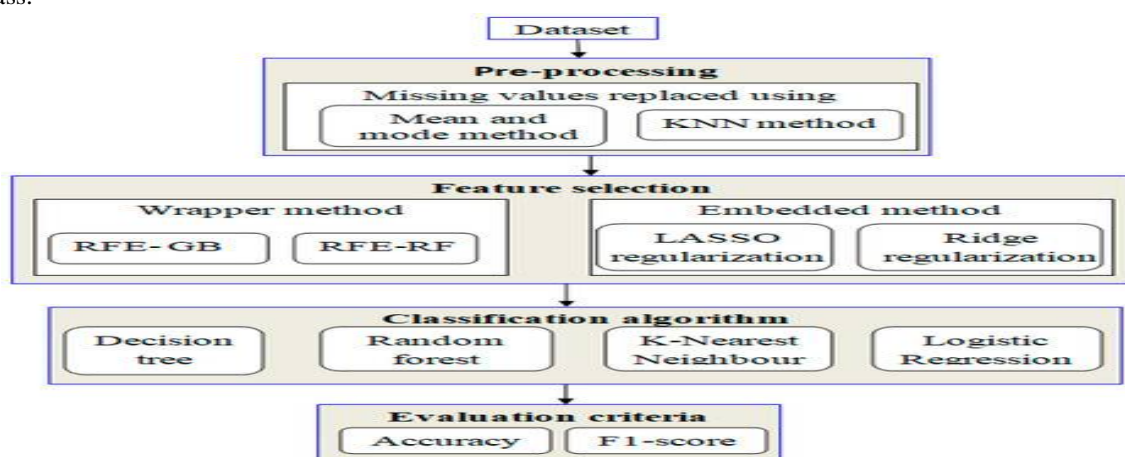 Dataset
Pre-processing
Missing values replaced using
Mean and
mode method
KNN method
Feature selection
Wrapper method
RFE-GB
RFE-RF
Embedded method
LASSO
regularization
Ridge
regularization
Classification algorithm
Decision
tree
Random
forest
K-Nearest
Neighbour
Logistic
Regression
Evaluation criteria
Accuracy
F1-score